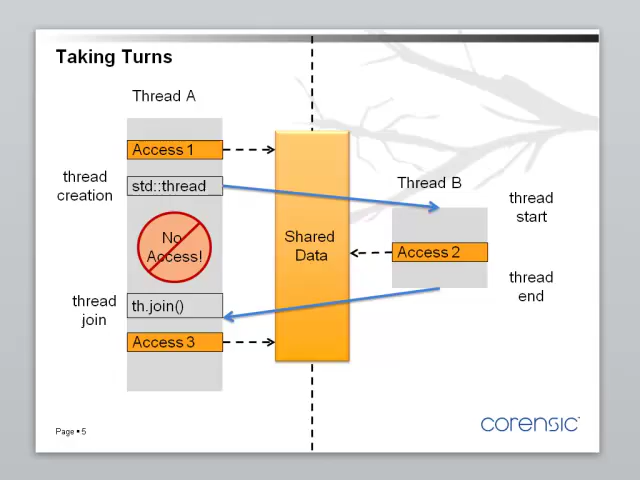 Taking Turns
Thread A
Access 1
thread
creation
std::thread
Thread B
thread
start
No
Access!
Shared
Data
Access 2
thread
end
thread
join
th.join()
Access 3
Page • 5
corensic